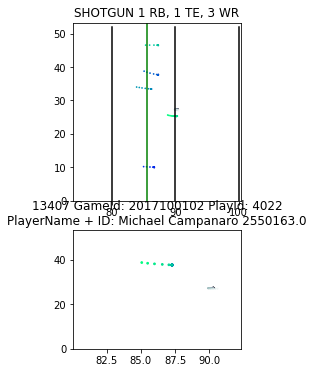 SHOTGUN 1 RB, 1 TE, 3 WR
50
40
30
20
10
0
80 90 100
13407 GameId: 2017100102 PlayId: 4022
PlayerName + ID: Michael Campanaro 2550163.0
40
20
0
82.5 85.0 87.5 90.0